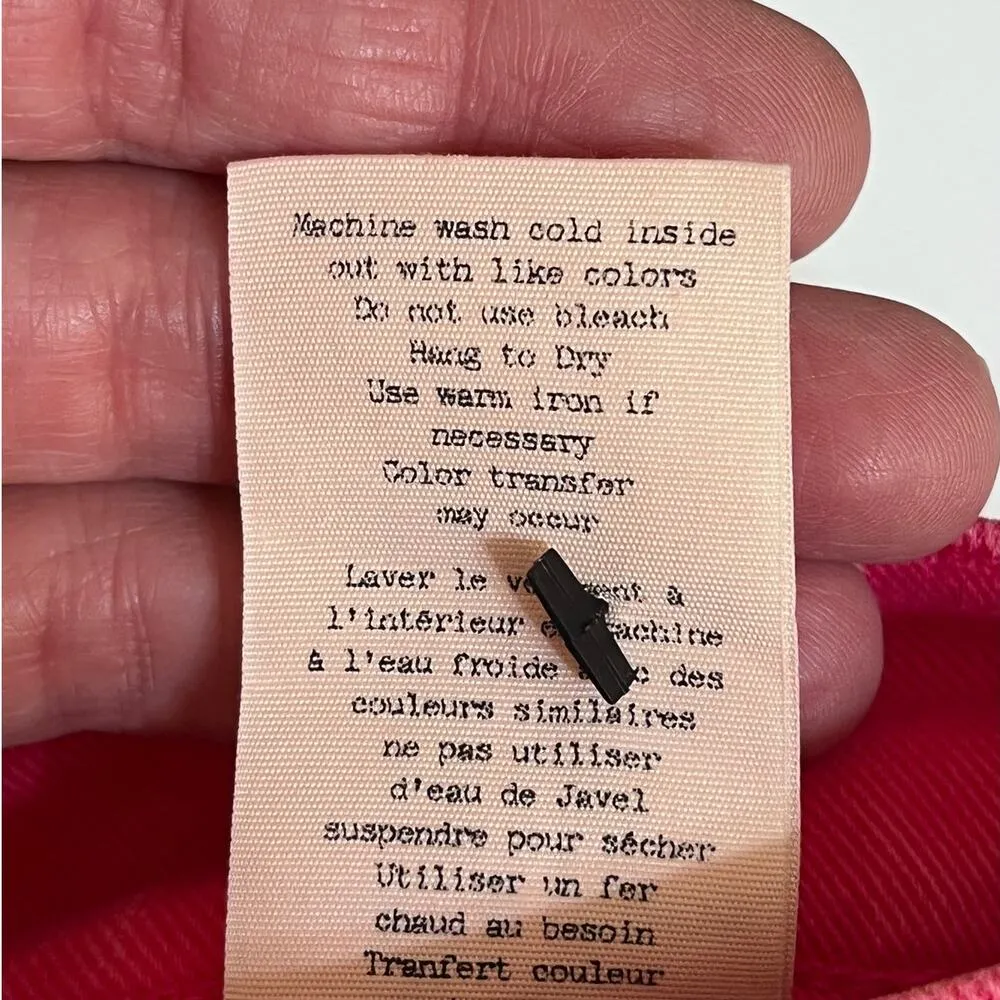 Machine wash cold inside
out with like colors
Do not use bleach
Hang to Dry
Use warm iron if
necessary
Color transfer
may occur
Laver le à
l'intérieur
à l'eau froide des
couleurs similaires
ne pas utiliser
d'eau de Javel
suspendre pour sécher
Utiliser un fer
chaud au besoin
Tranfert couleur